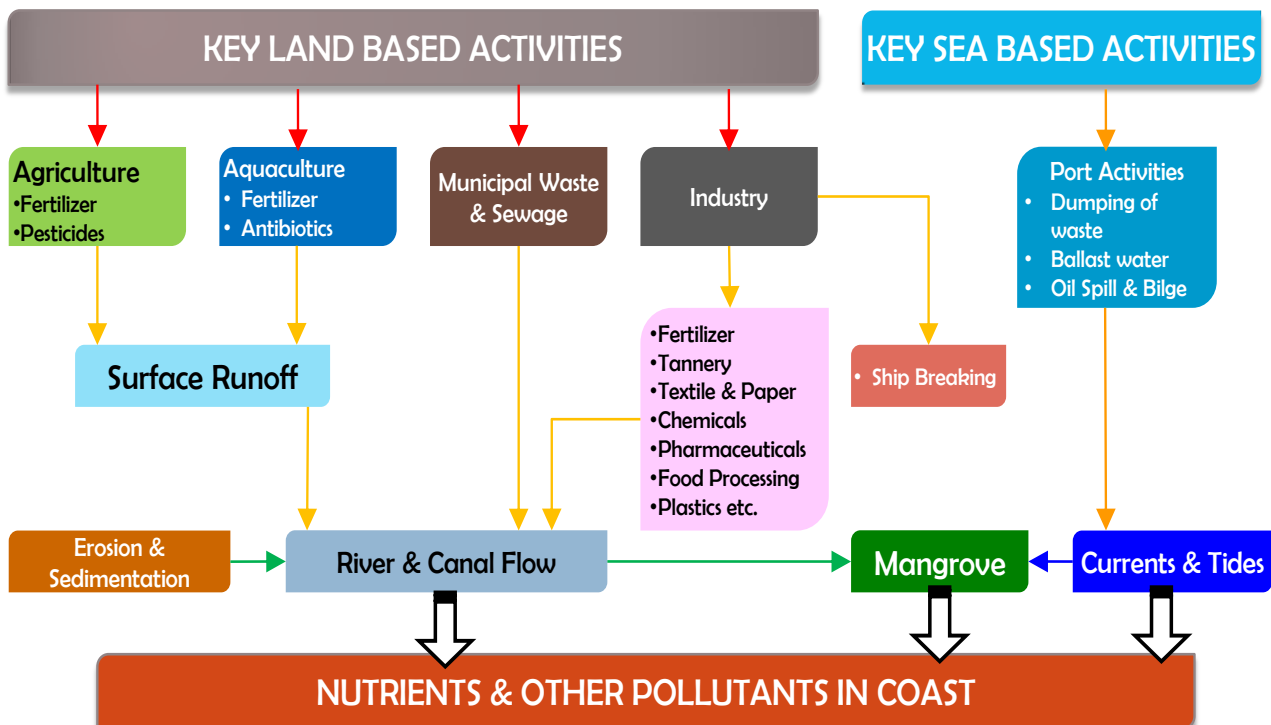 KEY LAND BASED ACTIVITIES
KEY SEA BASED ACTIVITIES
Agriculture
•Fertilizer
•Pesticides
Aquaculture
• Fertilizer
• Antibiotics
Municipal Waste
& Sewage
Industry
Port Activities
• Dumping of
waste
• Ballast water
• Oil Spill & Bilge
Surface Runoff
•Fertilizer
•Tannery
•Textile & Paper
•Chemicals
•Pharmaceuticals
•Food Processing
•Plastics etc.
• Ship Breaking
Erosion &
Sedimentation
River & Canal Flow
Mangrove
Currents & Tides
NUTRIENTS & OTHER POLLUTANTS IN COAST